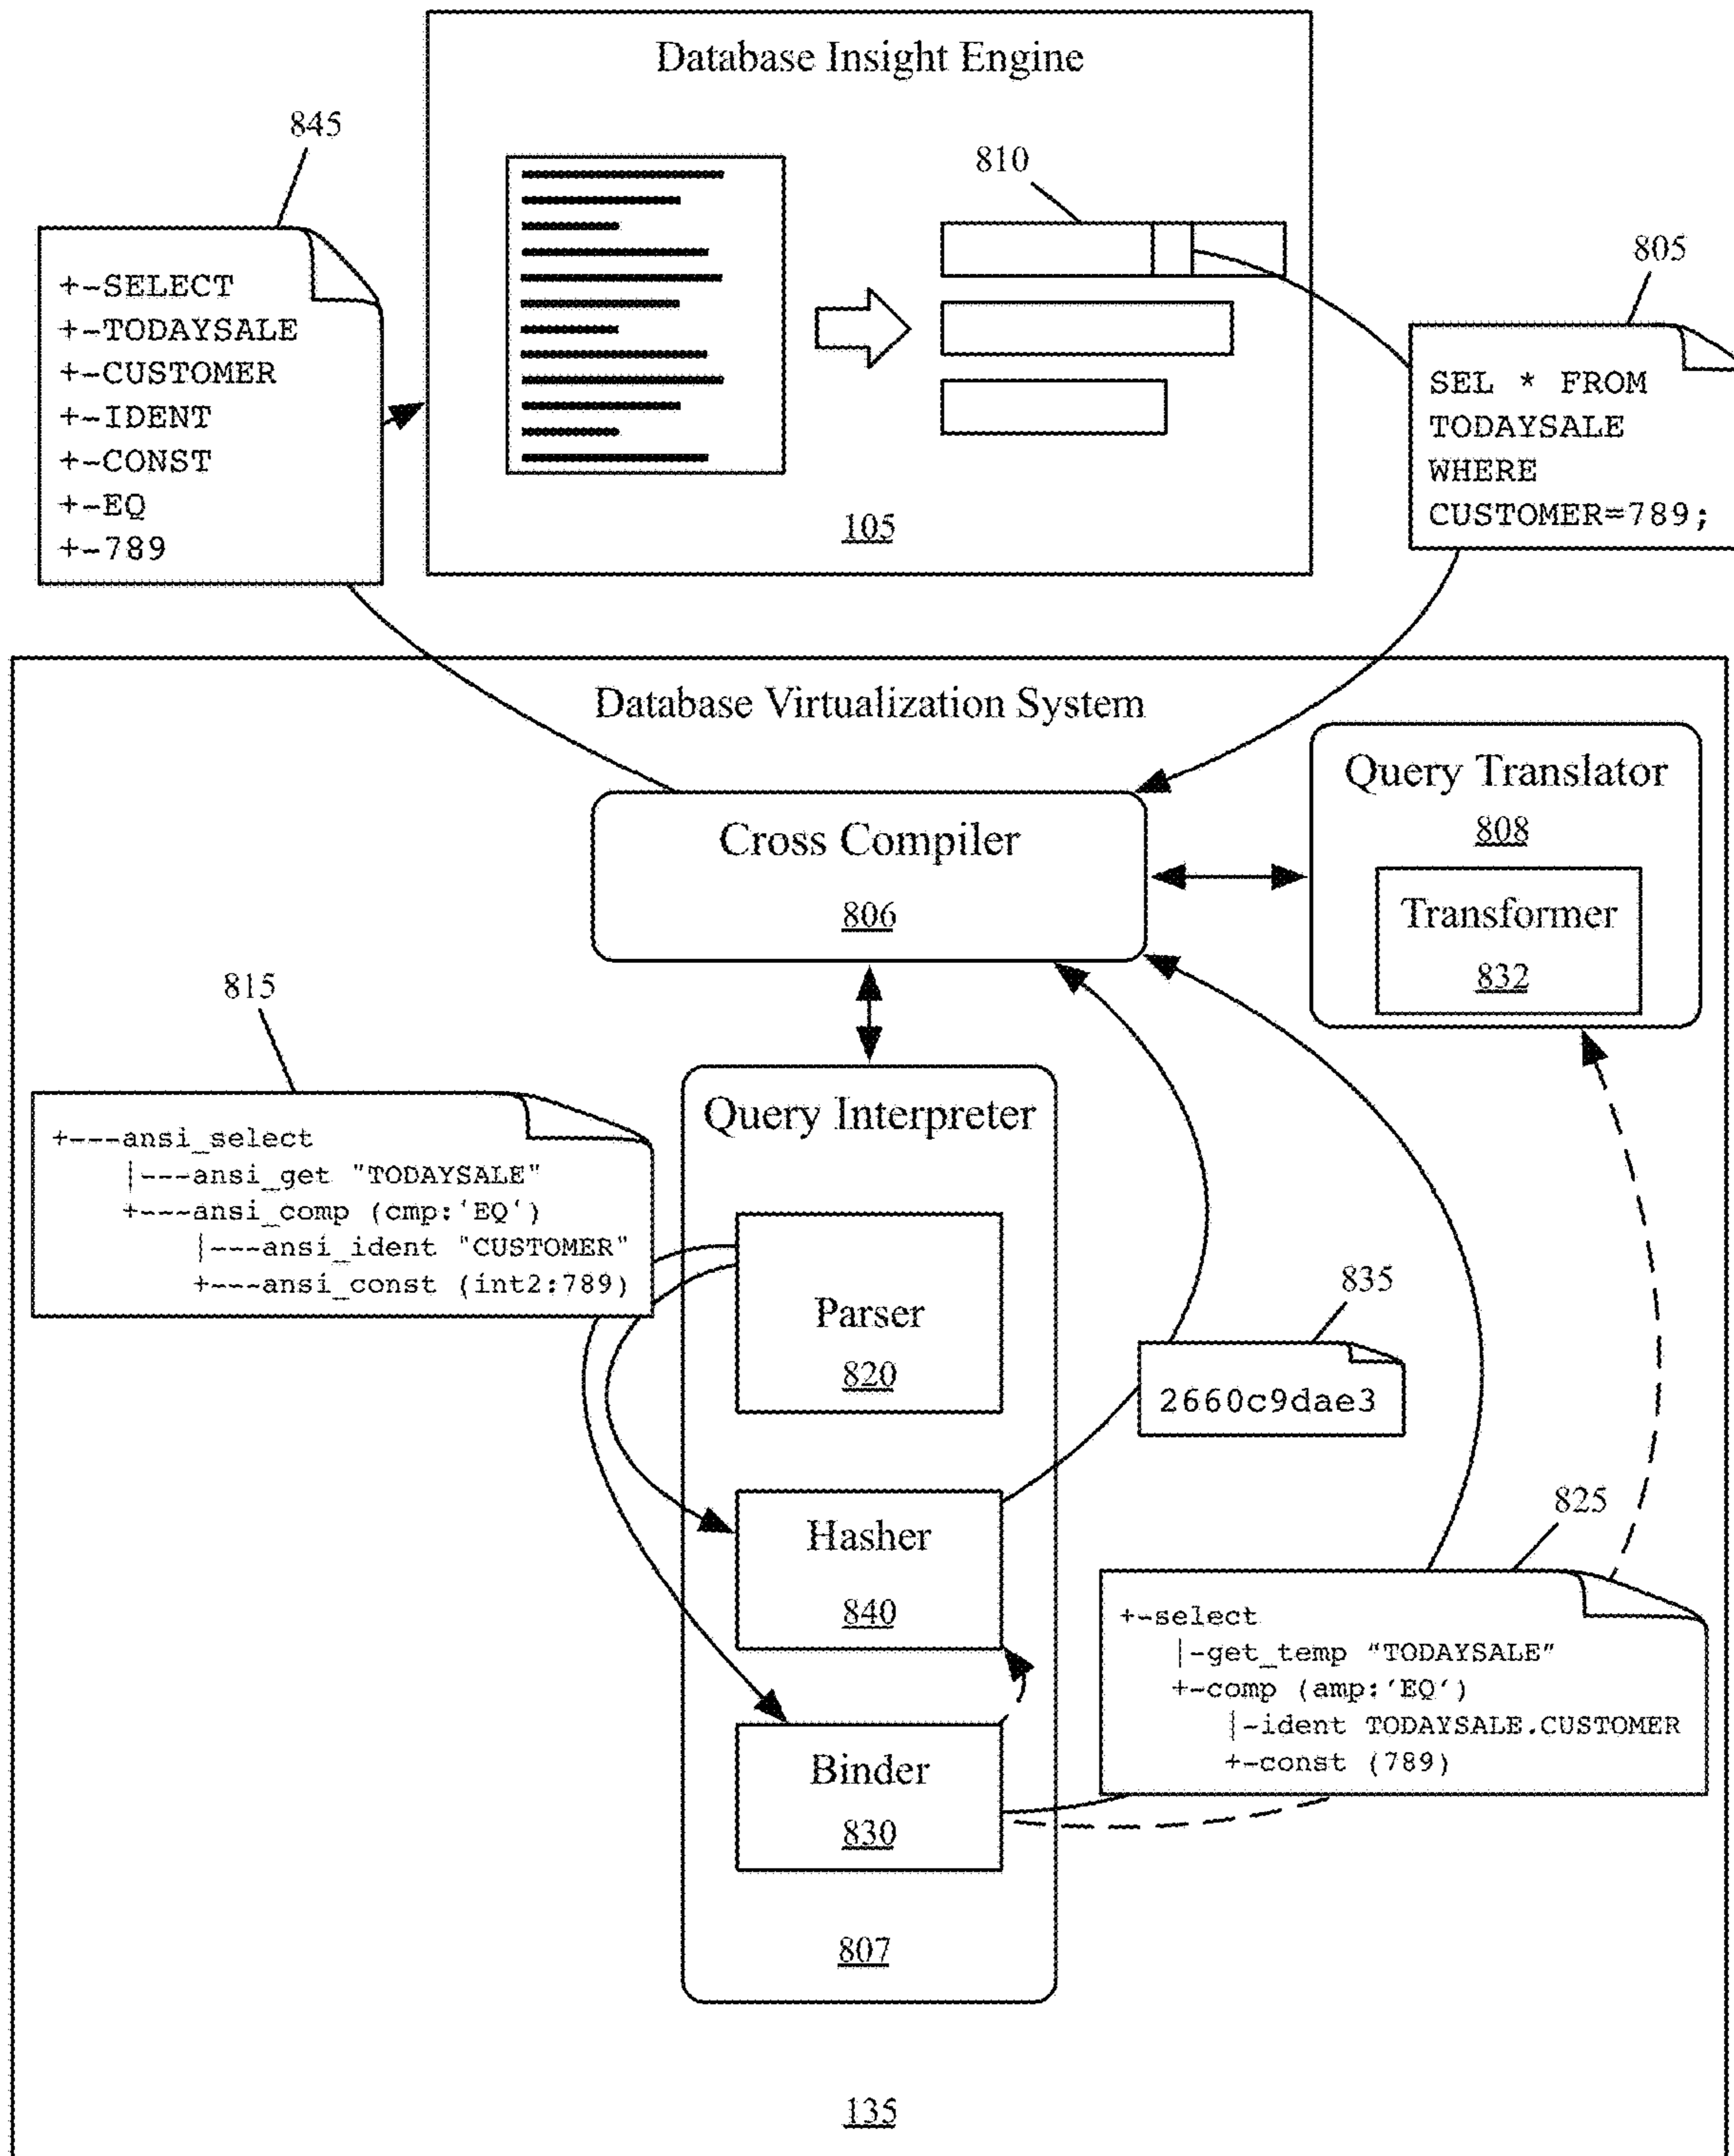 Database Insight Engine
845
810
805
+-SELECT
+-TODAYSALE
+-CUSTOMER
+-IDENT
+-CONST
+-EQ
+-789
SEL * FROM
TODAYSALE
WHERE
CUSTOMER=789;
105
Database Virtualization System
Query Translator
808
Transformer
832
Cross Compiler
806
815
+---ansi_select
|---ansi_get "TODAYSALE"
+---ansi_comp (cmp:‘EQ‘)
|---ansi_ident "CUSTOMER"
+---ansi_const (int2:789)
Query Interpreter
Parser
820
835
2660c9dae3
Hasher
840
825
+-select
|-get_temp “TODAYSALE”
+-comp (amp:‘EQ’)
|-ident TODAYSALE.CUSTOMER
+-const (789)
Binder
830
807
135